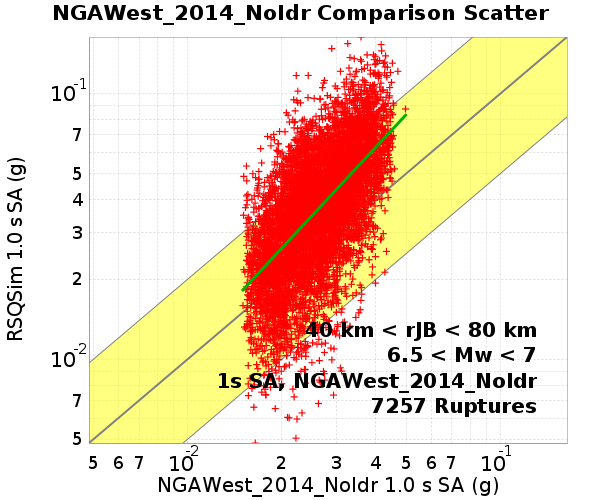 NGAWest_2014_NoIdr Comparison Scatter
RSQSim 1.0 s SA (g)
10-1
7
5
4
3
2
10-2
7
5
40 km < rJB < 80 km
6.5 < Mw < 7
1s SA, NGAWest_2014_NoIdr
7257 Ruptures
5 6 7 10-2 2 3 4 5 6 7 10-1
NGAWest_2014_NoIdr 1.0 s SA (g)